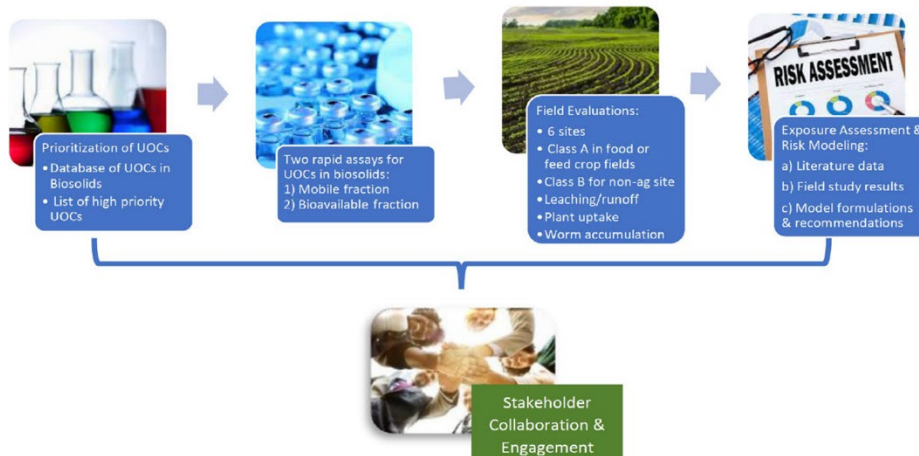 Prioritization of UOCs
• Database of UOCs in
Biosolids
• List of high priority
UOCs
Two rapid assays for
UOCs in biosolids:
1) Mobile fraction
2) Bioavailable fraction
Field Evaluations:
• 6 sites
• Class A in food or
feed crop fields
• Class B for non-ag site
• Leaching/runoff
• Plant uptake
• Worm accumulation
RISK ASSESSMENT
Exposure Assessment &
Risk Modeling:
a) Literature data
b) Field study results
c) Model formulations
& recommendations
Stakeholder
Collaboration &
Engagement